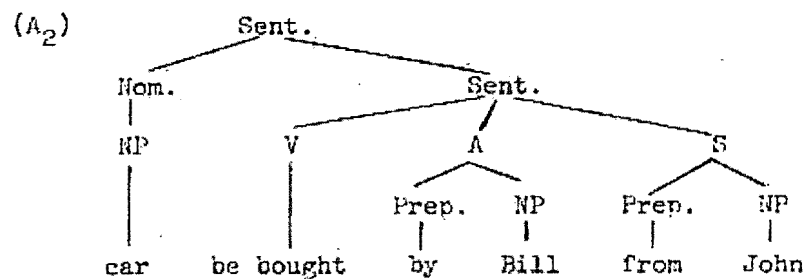 (A₂) Sent.
Nom. Sent.
NP V A S
Prep. NP Prep. NP
car be bought by Bill from John